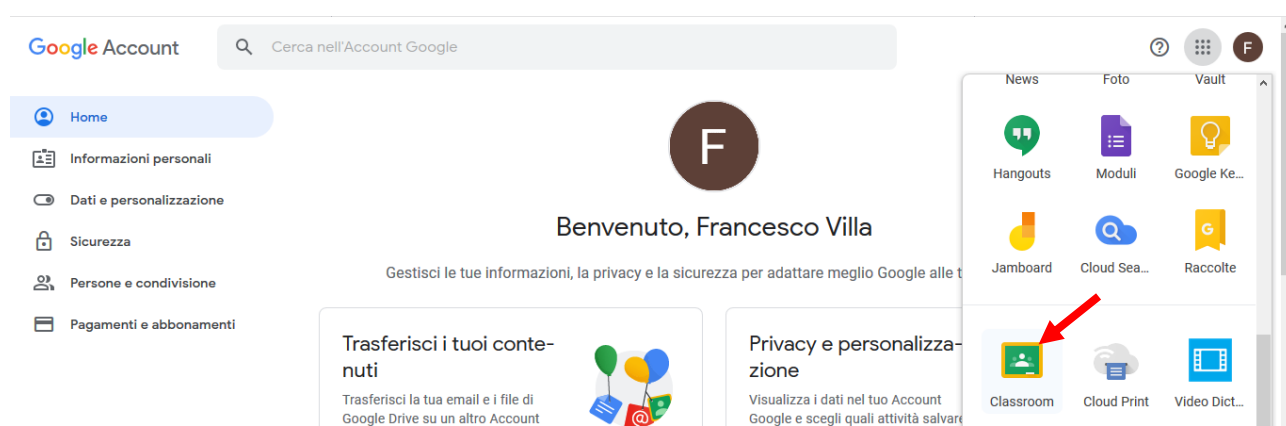 Google Account
Cerca nell'Account Google
F
Home
Informazioni personali
Dati e personalizzazione
Sicurezza
Persone e condivisione
Pagamenti e abbonamenti
F
Benvenuto, Francesco Villa
Gestisci le tue informazioni, la privacy e la sicurezza per adattare meglio Google alle t
Trasferisci i tuoi conte-
nuti
Trasferisci la tua email e i file di
Google Drive su un altro Account
@
Privacy e personalizza-
zione
Visualizza i dati nel tuo Account
Google e scegli quali attività salvare
News Foto Vault
Hangouts Moduli Google Ke...
G
Jamboard Cloud Sea... Raccolte
Classroom Cloud Print Video Dict...